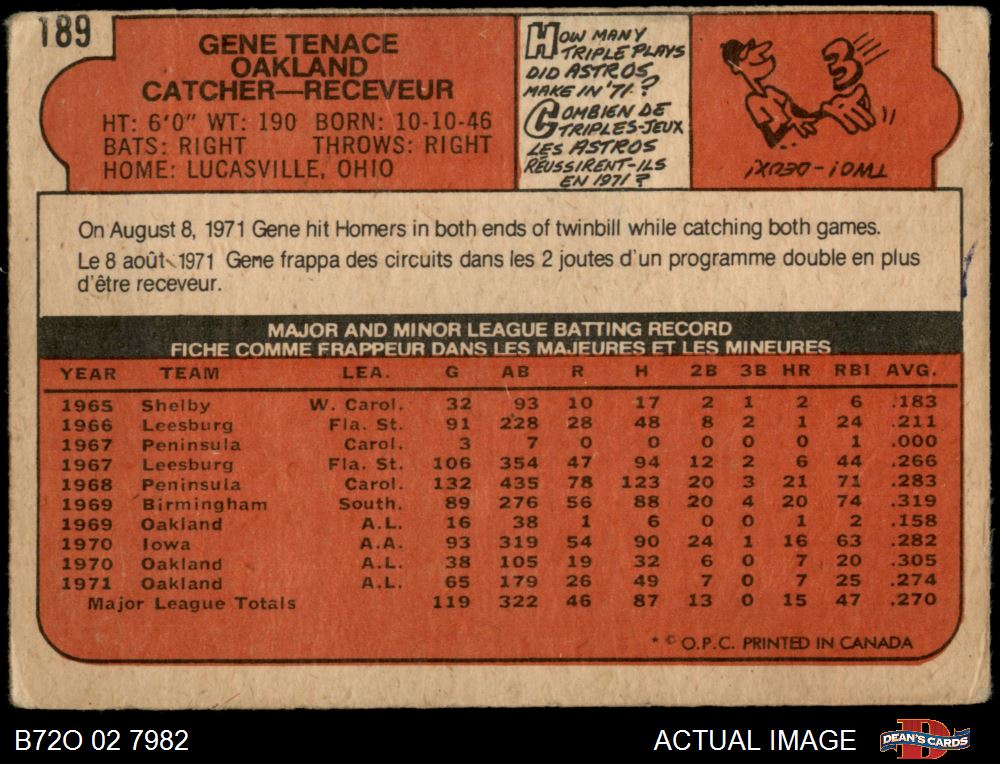 189
GENE TENACE
OAKLAND
CATCHER—RECEVEUR
HT: 6'0" WT: 190 BORN: 10-10-46
BATS: RIGHT THROWS: RIGHT
HOME: LUCASVILLE, OHIO
HOW MANY
TRIPLE PLAYS
DID ASTROS
MAKE IN '71?
COMBIEN DE
TRIPLES-JEUX
LES ASTROS
RÉUSSIRENT-ILS
EN 1971?
TWO!-DEUX!
On August 8, 1971 Gene hit Homers in both ends of twinbill while catching both games.
Le 8 août 1971 Gene frappa des circuits dans les 2 joutes d'un programme double en plus
d'être receveur.
MAJOR AND MINOR LEAGUE BATTING RECORD
FICHE COMME FRAPPEUR DANS LES MAJEURES ET LES MINEURES
YEAR TEAM LEA. G AB R H 2B 3B HR RBI AVG.
1965 Shelby W. Carol. 32 93 10 17 2 1 2 6 .183
1966 Leesburg Fla. St. 91 228 28 48 8 2 1 24 .211
1967 Peninsula Carol. 3 7 0 0 0 0 0 1 .000
1967 Leesburg Fla. St. 106 354 47 94 12 2 6 44 .266
1968 Peninsula Carol. 132 435 78 123 20 3 21 71 .283
1969 Birmingham South. 89 276 56 88 20 4 20 74 .319
1969 Oakland A.L. 16 38 1 6 0 0 1 2 .158
1970 Iowa A.A. 93 319 54 90 24 1 16 63 .282
1970 Oakland A.L. 38 105 19 32 6 0 7 20 .305
1971 Oakland A.L. 65 179 26 49 7 0 7 25 .274
Major League Totals 119 322 46 87 13 0 15 47 .270
* © O.P.C. PRINTED IN CANADA
B72O 02 7982
ACTUAL IMAGE
D
DEAN'S CARDS